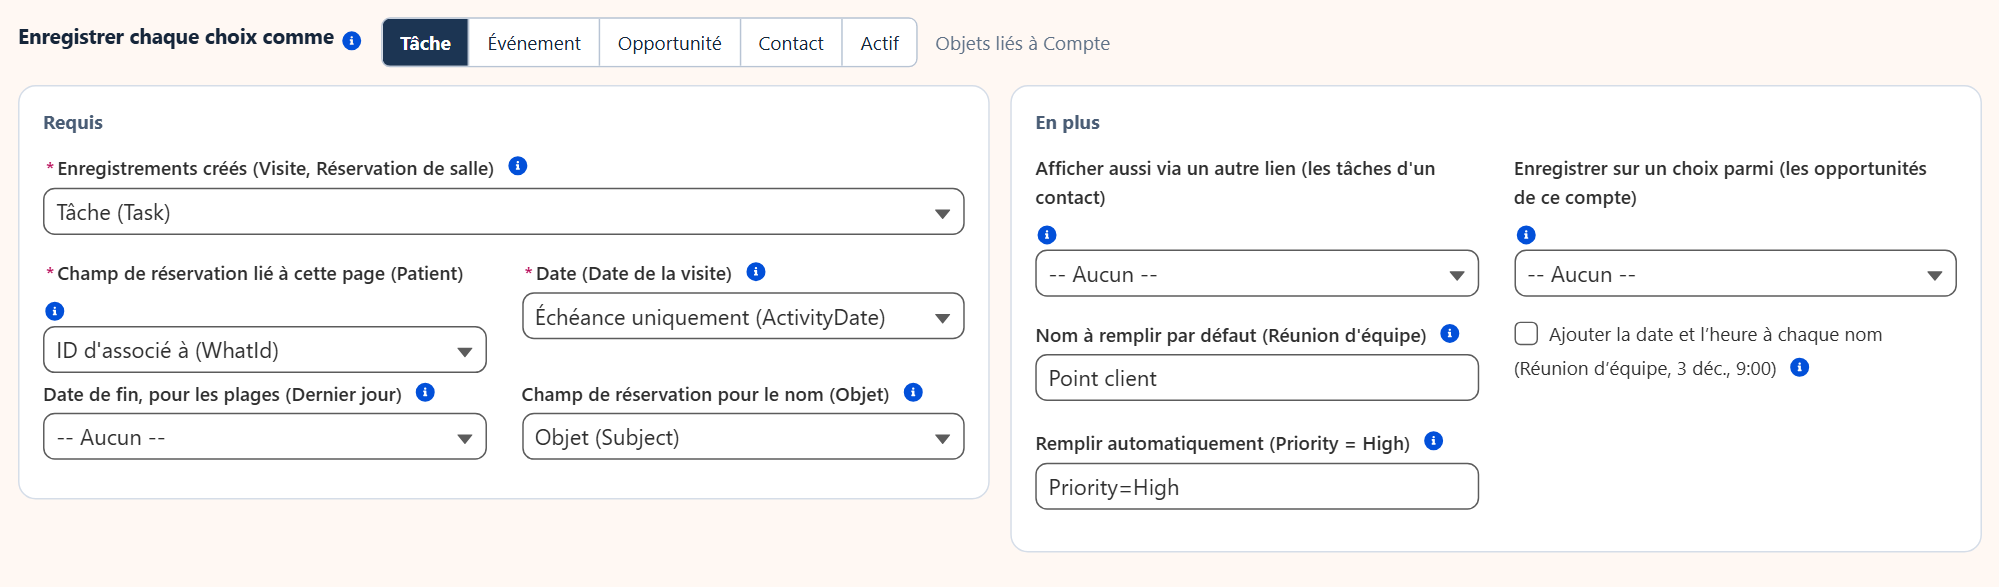 Enregistrer chaque choix comme
Tâche
Événement
Opportunité
Contact
Actif
Objets liés à Compte
Requis
*Enregistrements créés (Visite, Réservation de salle)
Tâche (Task)
*Champ de réservation lié à cette page (Patient)
ID d'associé à (WhatId)
*Date (Date de la visite)
Échéance uniquement (ActivityDate)
Date de fin, pour les plages (Dernier jour)
-- Aucun --
Champ de réservation pour le nom (Objet)
Objet (Subject)
En plus
Afficher aussi via un autre lien (les tâches d'un
contact)
-- Aucun --
Enregistrer sur un choix parmi (les opportunités
de ce compte)
-- Aucun --
Nom à remplir par défaut (Réunion d'équipe)
Point client
Ajouter la date et l’heure à chaque nom
(Réunion d’équipe, 3 déc., 9:00)
Remplir automatiquement (Priority = High)
Priority=High